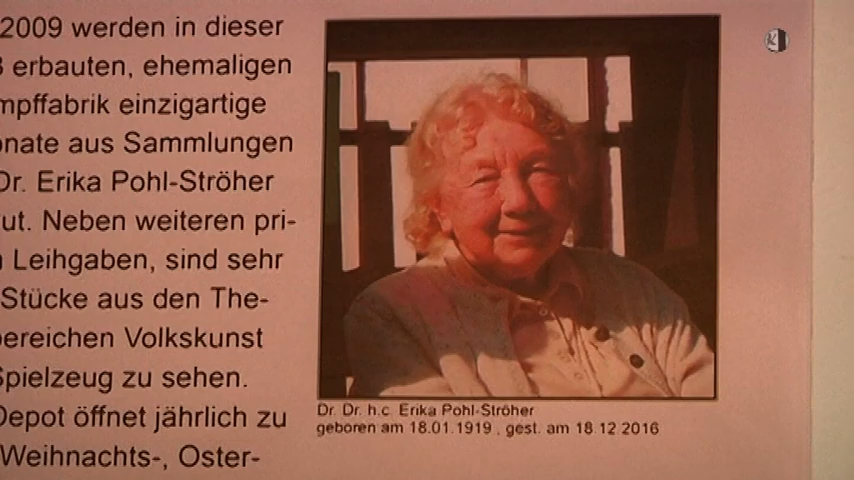 2009 werden in dieser
erbauten, ehemaligen
mpffabrik einzigartige
onate aus Sammlungen
Dr. Erika Pohl-Ströher
ut. Neben weiteren pri-
Leihgaben, sind sehr
Stücke aus den The-
bereichen Volkskunst
Spielzeug zu sehen.
Depot öffnet jährlich zu
Weihnachts-, Oster-
Dr. Dr. h.c. Erika Pohl-Ströher
geboren am 18.01.1919 , gest. am 18.12.2016